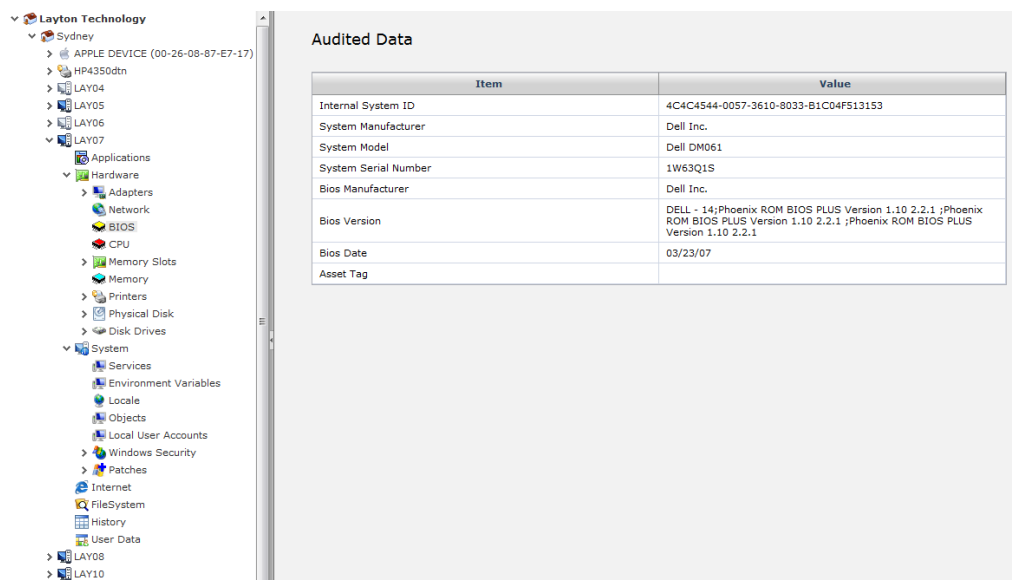 Layton Technology
Sydney
APPLE DEVICE (00-26-08-87-E7-17)
HP4350dtn
LAY04
LAY05
LAY06
LAY07
Applications
Hardware
Adapters
Network
BIOS
CPU
Memory Slots
Memory
Printers
Physical Disk
Disk Drives
System
Services
Environment Variables
Locale
Objects
Local User Accounts
Windows Security
Patches
Internet
FileSystem
History
User Data
LAY08
LAY10
Audited Data
Item Value
Internal System ID 4C4C4544-0057-3610-8033-B1C04F513153
System Manufacturer Dell Inc.
System Model Dell DM061
System Serial Number 1W63Q1S
Bios Manufacturer Dell Inc.
Bios Version DELL - 14;Phoenix ROM BIOS PLUS Version 1.10 2.2.1 ;Phoenix
ROM BIOS PLUS Version 1.10 2.2.1 ;Phoenix ROM BIOS PLUS
Version 1.10 2.2.1
Bios Date 03/23/07
Asset Tag